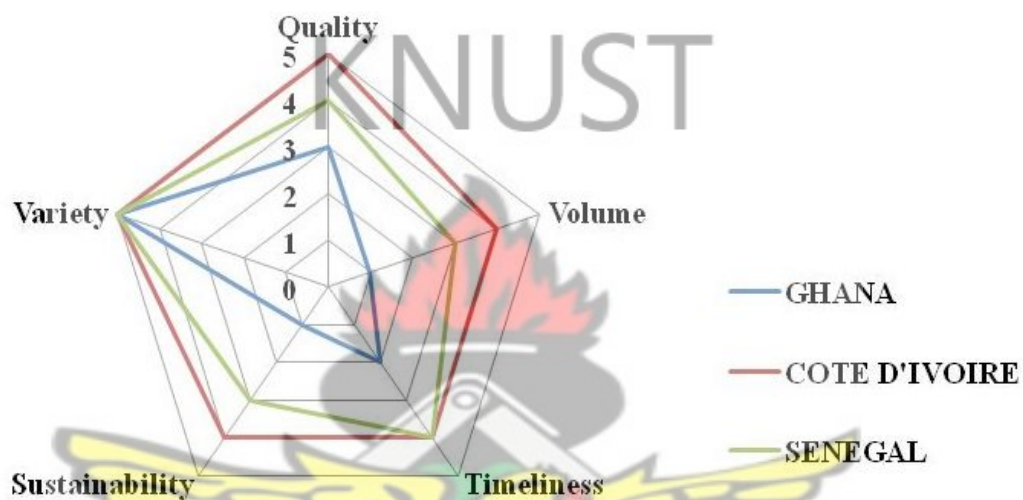 KNUST
Quality
5
4
3
2
1
0
Variety
Volume
Sustainability
Timeliness
GHANA
COTE D'IVOIRE
SENEGAL